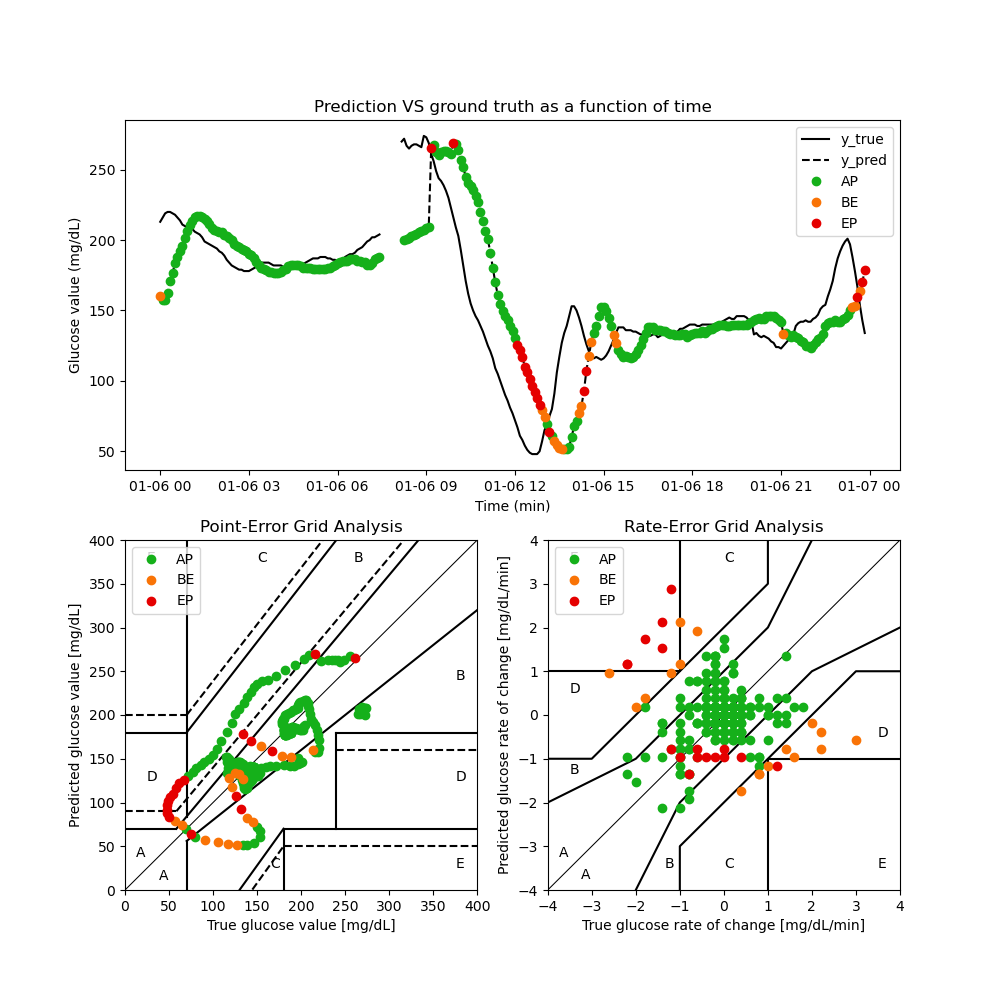 Prediction VS ground truth as a function of time
Glucose value (mg/dL)
250
200
150
100
50
y_true
y_pred
AP
BE
EP
01-06 00 01-06 03 01-06 06 01-06 09 01-06 12 01-06 15 01-06 18 01-06 21 01-07 00
Time (min)
Point-Error Grid Analysis
Predicted glucose value [mg/dL]
400
350
300
250
200
150
100
50
0
AP
BE
EP
C
B
B
D
D
A
A
C
E
0 50 100 150 200 250 300 350 400
True glucose value [mg/dL]
Rate-Error Grid Analysis
Predicted glucose rate of change [mg/dL/min]
4
3
2
1
0
−1
−2
−3
−4
AP
BE
EP
C
D
D
B
A
A
B
C
E
−4 −3 −2 −1 0 1 2 3 4
True glucose rate of change [mg/dL/min]